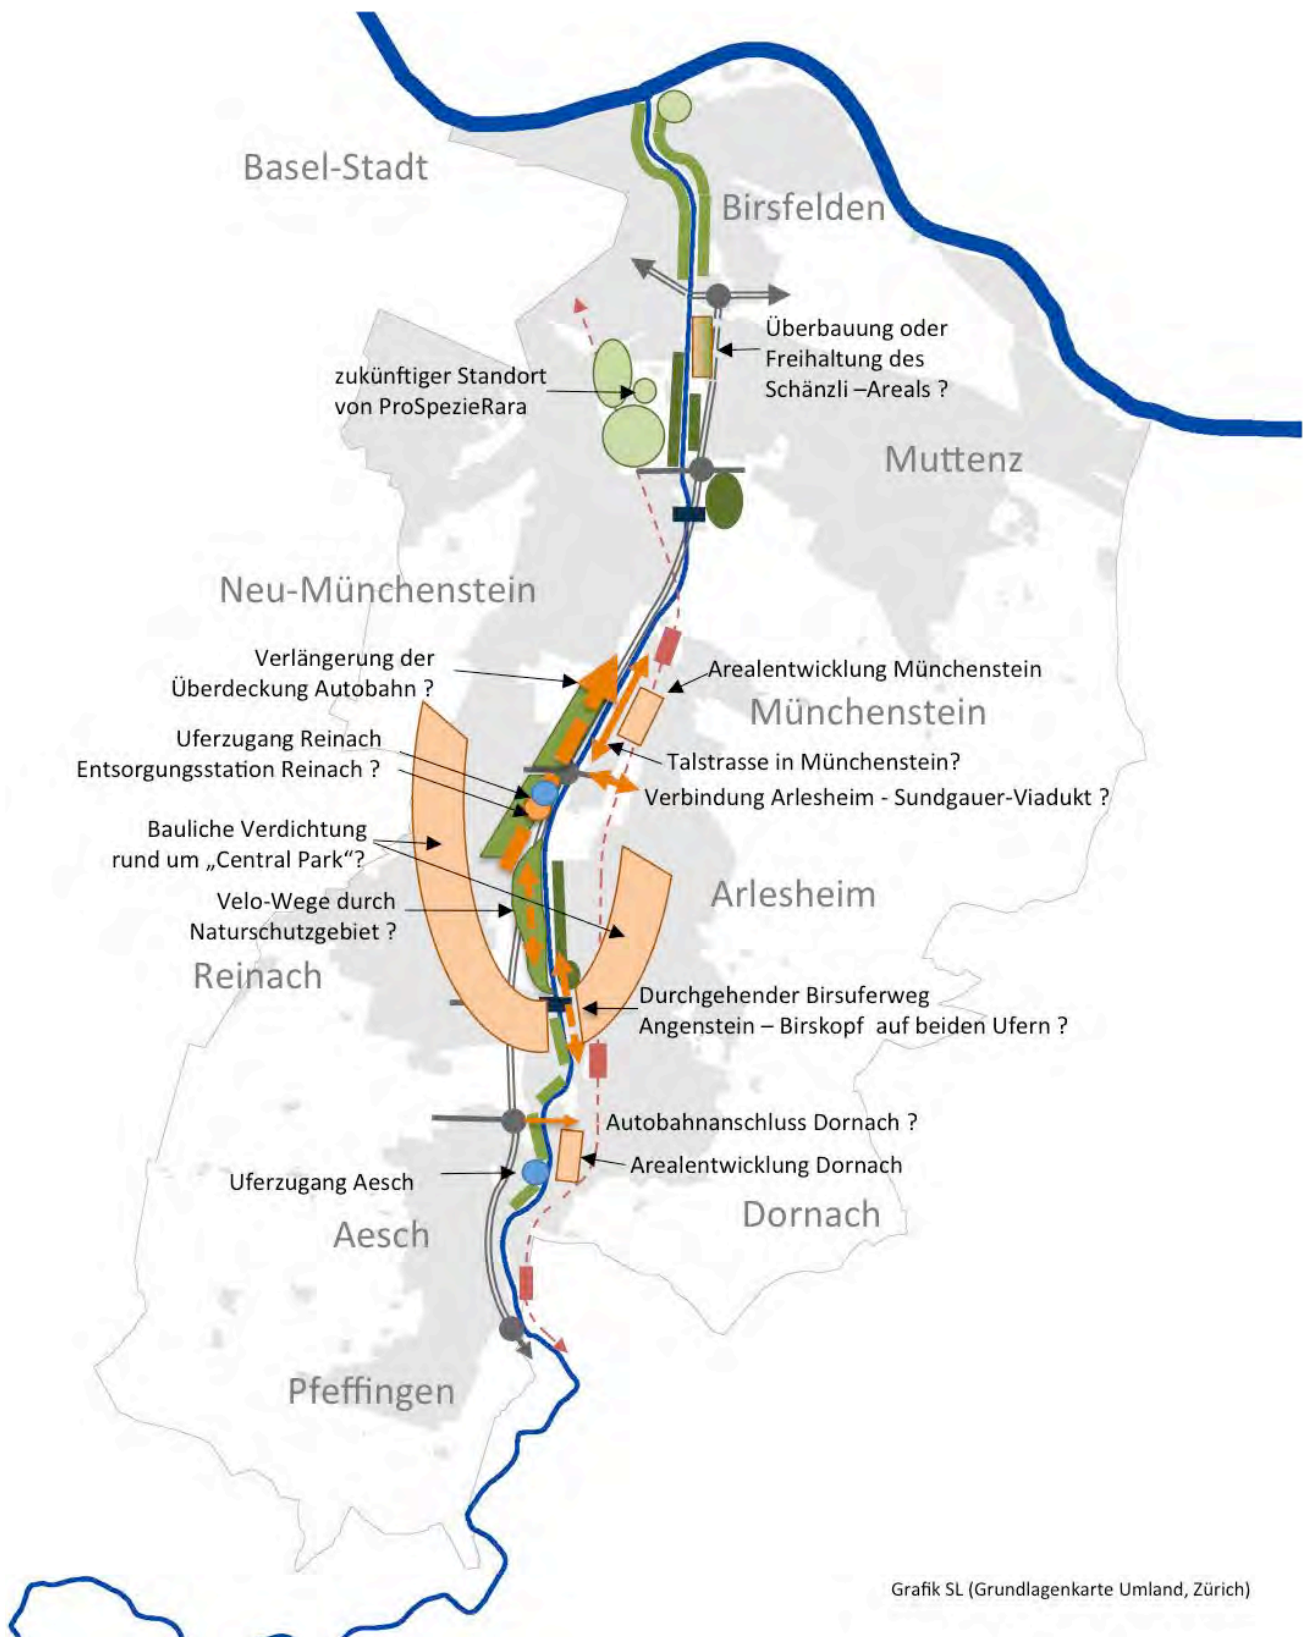 Basel-Stadt
Birsfelden
Überbauung oder
Freihaltung des
Schänzli –Areals ?
zukünftiger Standort
von ProSpezieRara
Muttenz
Neu-Münchenstein
Verlängerung der
Überdeckung Autobahn ?
Arealentwicklung Münchenstein
Münchenstein
Uferzugang Reinach
Entsorgungsstation Reinach ?
Talstrasse in Münchenstein?
Verbindung Arlesheim - Sundgauer-Viadukt ?
Bauliche Verdichtung
rund um „Central Park“?
Arlesheim
Velo-Wege durch
Naturschutzgebiet ?
Reinach
Durchgehender Birsuferweg
Angenstein – Birskopf auf beiden Ufern ?
Autobahnanschluss Dornach ?
Arealentwicklung Dornach
Uferzugang Aesch
Dornach
Aesch
Pfeffingen
Grafik SL (Grundlagenkarte Umland, Zürich)